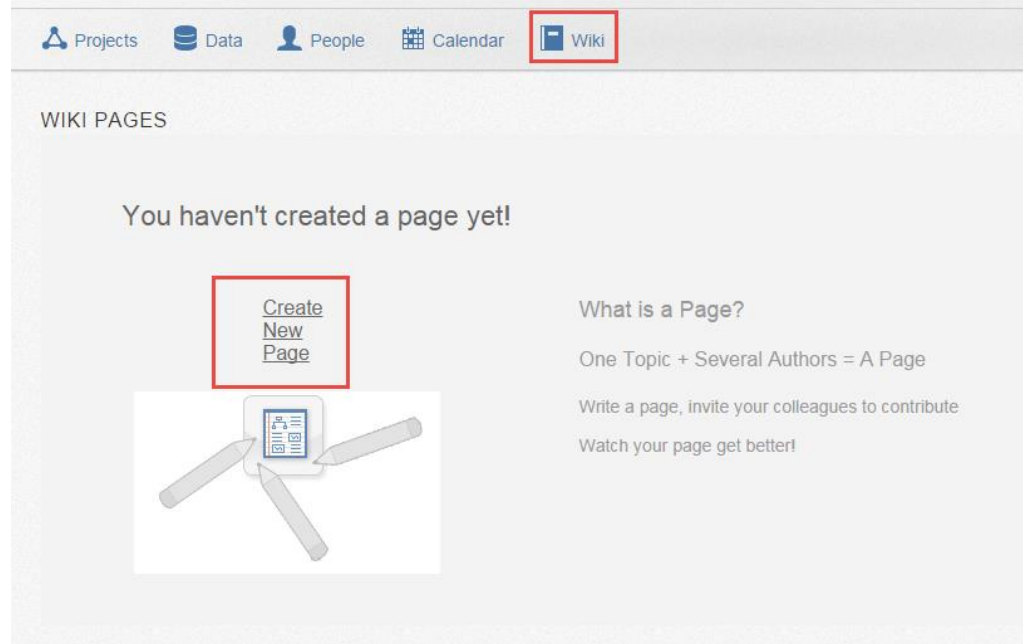 Projects Data People Calendar Wiki
WIKI PAGES
You haven't created a page yet!
Create
New
Page
What is a Page?
One Topic + Several Authors = A Page
Write a page, invite your colleagues to contribute
Watch your page get better!